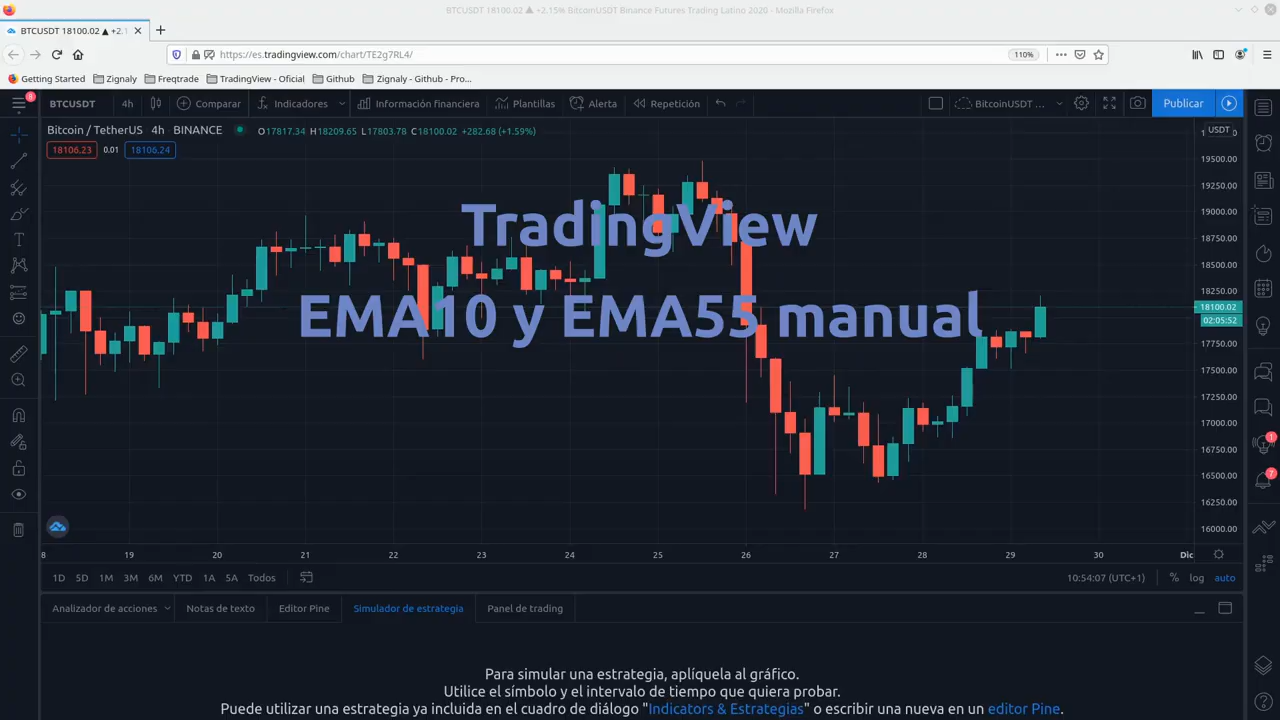 BTCUSDT 18100.02 ▲ +2.15% BitcoinUSDT Binance Futures Trading Latino 2020 - Mozilla Firefox
BTCUSDT 18100.02 ▲ +2.1
https://es.tradingview.com/chart/TE2g7RL4/
110%
Getting Started Zignaly Freqtrade TradingView - Oficial Github Zignaly - Github - Pro...
8
BTCUSDT 4h Comparar Indicadores Información financiera Plantillas Alerta Repetición BitcoinUSDT ... Publicar
Bitcoin / TetherUS 4h BINANCE O17817.34 H18209.65 L17803.78 C18100.02 +282.68 (+1.59%)
USDT
18106.23 0.01 18106.24
19500.00
19250.00
19000.00
18750.00
18500.00
18250.00
18100.02
02:05:52
17750.00
17500.00
17250.00
17000.00
16750.00
16500.00
16250.00
16000.00
TradingView
EMA10 y EMA55 manual
1
7
8 19 20 21 22 23 24 25 26 27 28 29 30 Dic
1D 5D 1M 3M 6M YTD 1A 5A Todos 10:54:07 (UTC+1) % log auto
Analizador de acciones Notas de texto Editor Pine Simulador de estrategia Panel de trading
Para simular una estrategia, aplíquela al gráfico.
Utilice el símbolo y el intervalo de tiempo que quiera probar.
Puede utilizar una estrategia ya incluida en el cuadro de diálogo "Indicators & Estrategias" o escribir una nueva en un editor Pine.